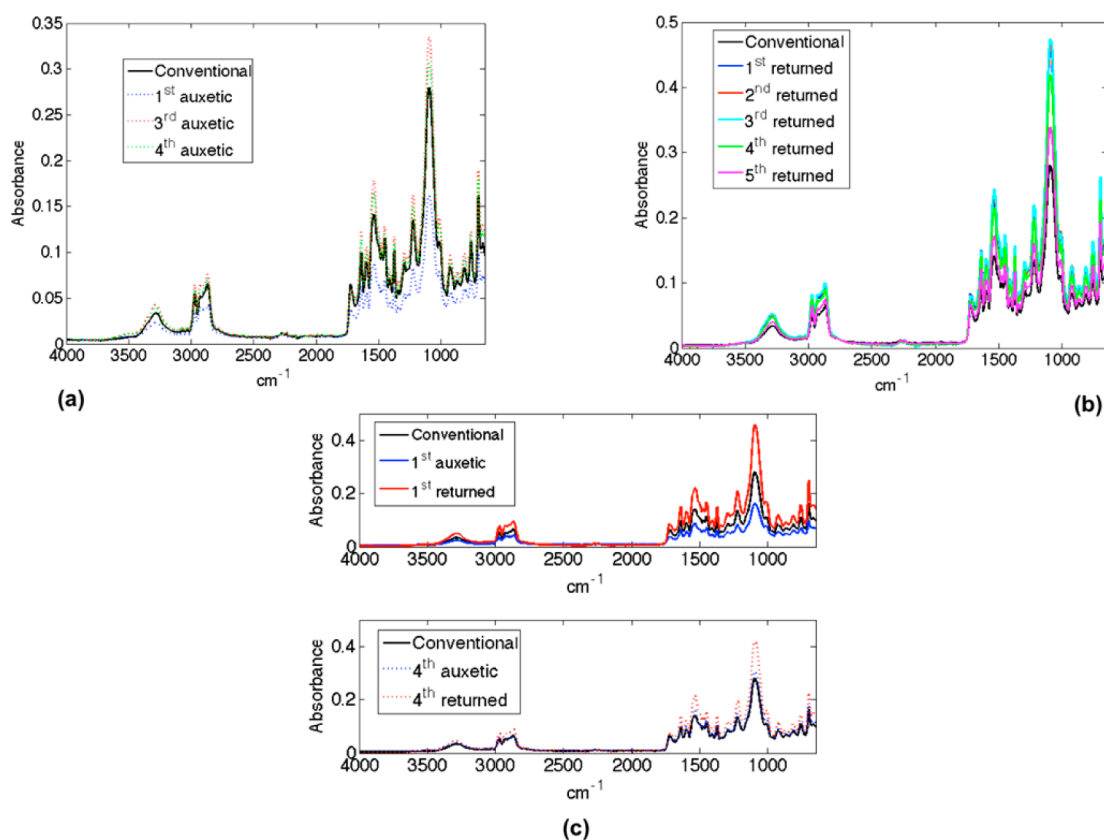 0.35
0.3
0.25
0.2
0.15
0.1
0.05
0
Absorbance
Conventional
1st auxetic
3rd auxetic
4th auxetic
4000 3500 3000 2500 2000 1500 1000
cm-1
(a)
0.5
0.4
0.3
0.2
0.1
0
Absorbance
Conventional
1st returned
2nd returned
3rd returned
4th returned
5th returned
4000 3500 3000 2500 2000 1500 1000
cm-1
(b)
0.4
0.2
0
Absorbance
Conventional
1st auxetic
1st returned
4000 3500 3000 2500 2000 1500 1000
cm-1
0.4
0.2
0
Absorbance
Conventional
4th auxetic
4th returned
4000 3500 3000 2500 2000 1500 1000
cm-1
(c)